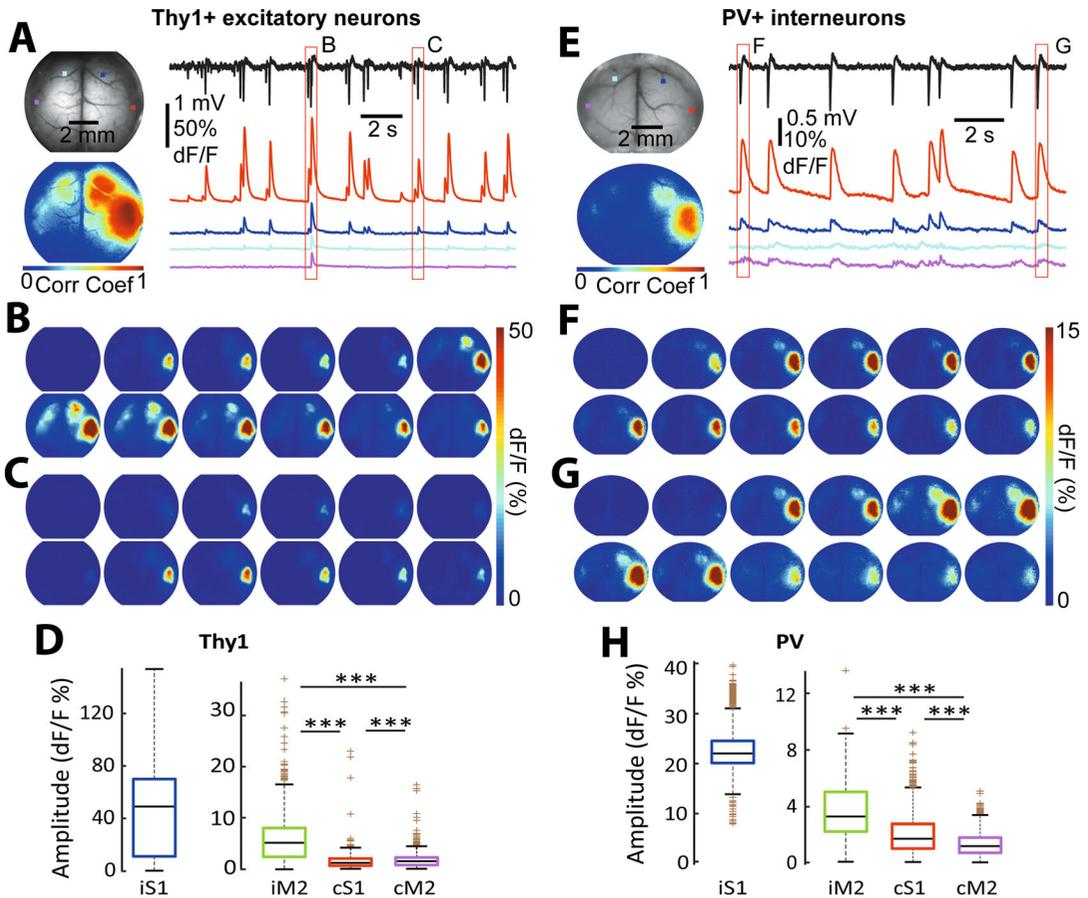 Thy1+ excitatory neurons
A
B
C
2 mm
1 mV
50%
dF/F
2 s
0 Corr Coef 1
PV+ interneurons
E
F
G
2 mm
0.5 mV
10%
dF/F
2 s
0 Corr Coef 1
B
50
dF/F (%)
0
C
F
15
dF/F (%)
0
G
D
Thy1
Amplitude (dF/F %)
120
80
40
0
iS1
30
20
10
0
***
*** ***
iM2 cS1 cM2
H
PV
Amplitude (dF/F %)
40
30
20
10
0
iS1
12
8
4
0
***
*** ***
iM2 cS1 cM2